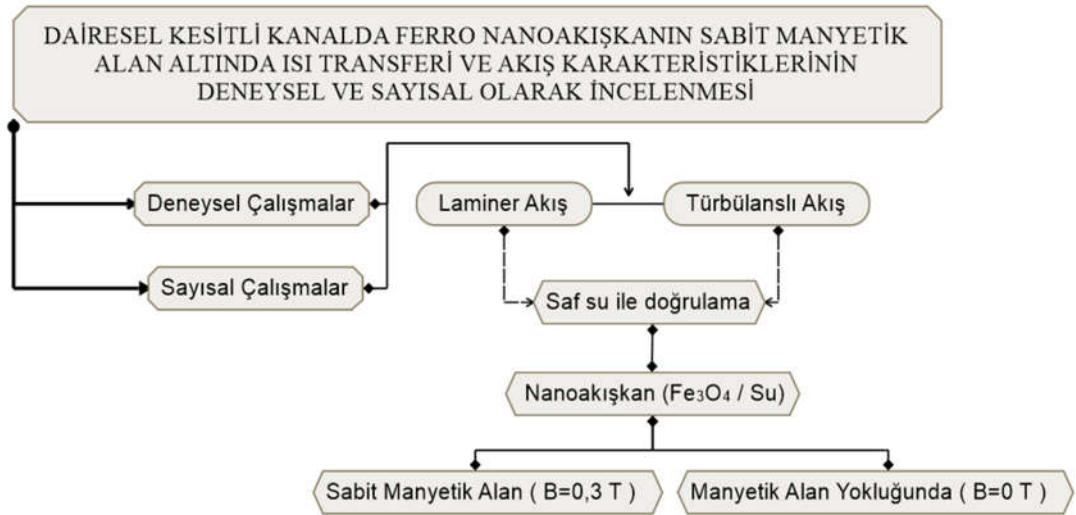 DAİRESEL KESİTLİ KANALDA FERRO NANOAKIŞKANIN SABİT MANYETİK
ALAN ALTINDA ISI TRANSFERİ VE AKIŞ KARAKTERİSTİKLERİNİN
DENEYSEL VE SAYISAL OLARAK İNCELENMESİ
Deneysel Çalışmalar
Laminer Akış
Türbülanslı Akış
Sayısal Çalışmalar
Saf su ile doğrulama
Nanoakışkan (Fe₃O₄ / Su)
Sabit Manyetik Alan ( B=0,3 T )
Manyetik Alan Yokluğunda ( B=0 T )